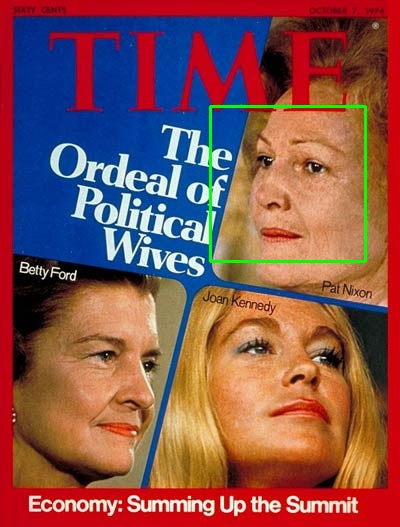 SIXTY CENTS
OCTOBER 7, 1974
TIME
®
The
Ordeal of
Political
Wives
Betty Ford
Joan Kennedy
Pat Nixon
Economy: Summing Up the Summit